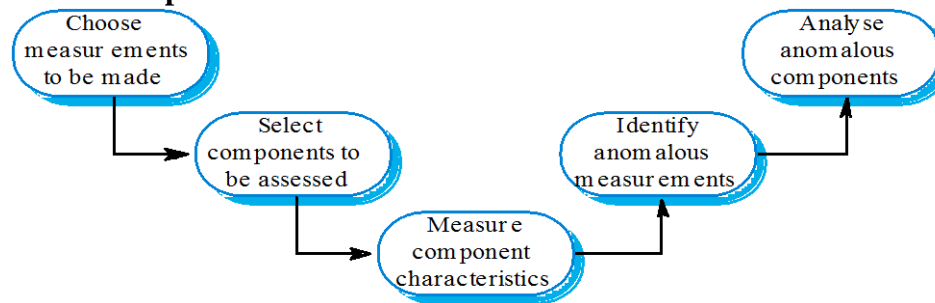 Choose
measurements
to be made
Select
components to
be assessed
Measure
component
characteristics
Identify
anomalous
measurements
Analyse
anomalous
components